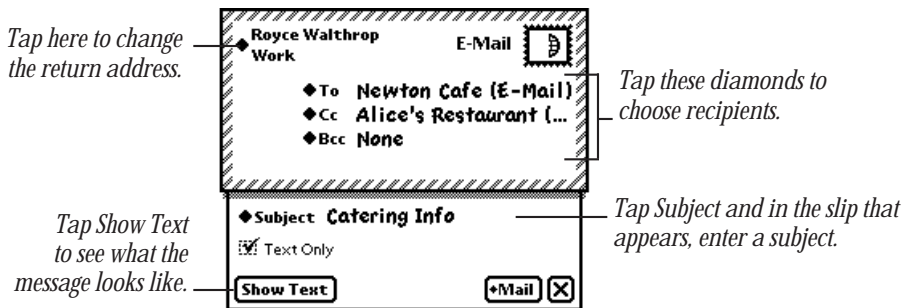 Tap here to change
the return address.
Royce Walthrop
Work
E-Mail
◆To Newton Cafe (E-Mail)
◆Cc Alice's Restaurant (...
◆Bcc None
Tap these diamonds to
choose recipients.
◆Subject Catering Info
Text Only
Show Text
◆Mail
Tap Subject and in the slip that
appears, enter a subject.
Tap Show Text
to see what the
message looks like.